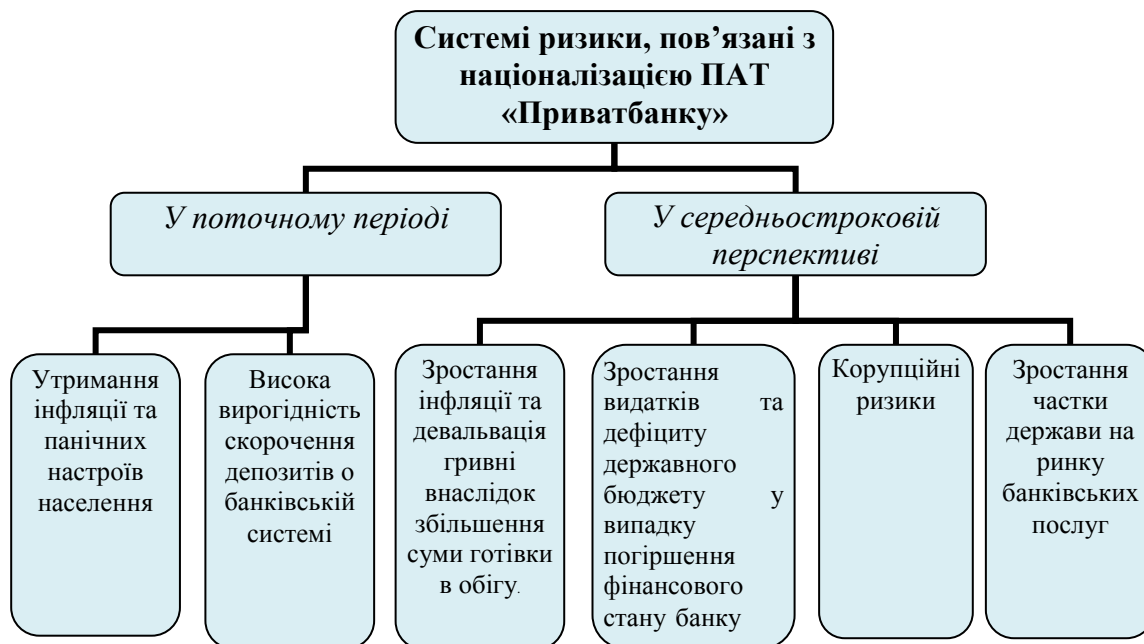 Системі ризики, пов’язані з
націоналізацією ПАТ
«Приватбанку»
У поточному періоді
У середньостроковій
перспективі
Утримання
інфляції та
панічних
настроїв
населення
Висока
вирогідність
скорочення
депозитів о
банківській
системі
Зростання
інфляції та
девальвація
гривні
внаслідок
збільшення
суми готівки
в обігу.
Зростання
видатків та
дефіциту
державного
бюджету у
випадку
погіршення
фінансового
стану банку
Корупційні
ризики
Зростання
частки
держави на
ринку
банківських
послуг